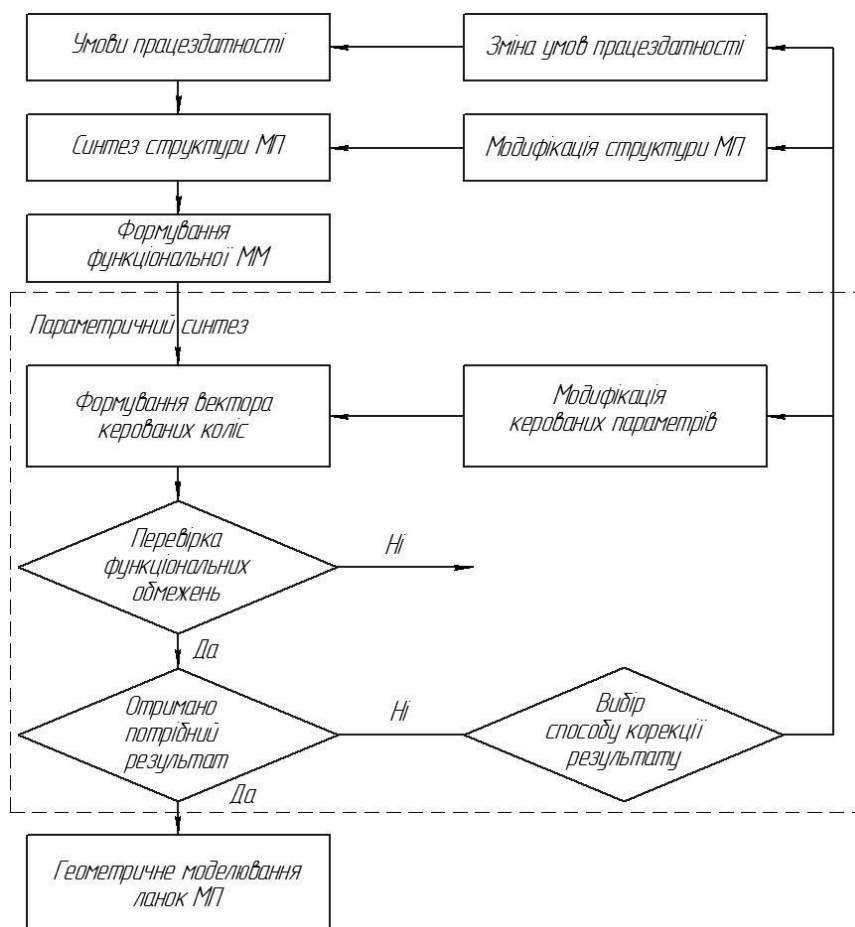 Умови працездатності
Зміна умов працездатності
Синтез структури МП
Модифікація структури МП
Формування
функціональної ММ
Параметричний синтез
Формування вектора
керованих коліс
Модифікація
керованих параметрів
Перевірка
функціональних
обмежень
Ні
Да
Отримано
потрібний
результат
Ні
Вибір
способу корекції
результату
Да
Геометричне моделювання
ланок МП